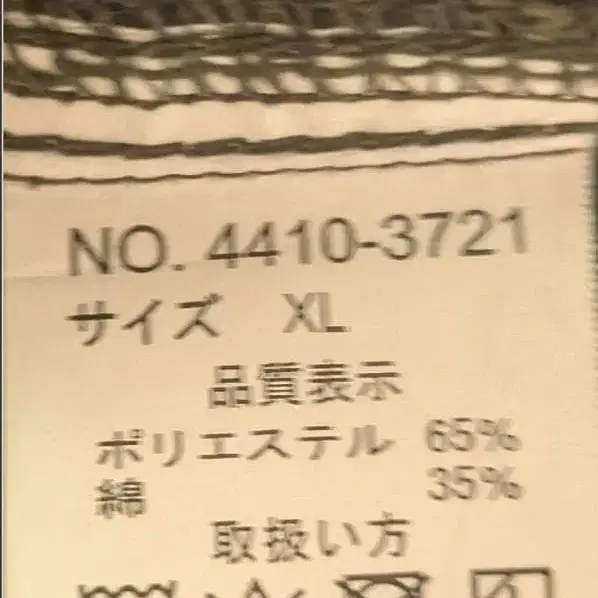 NO. 4410-3721
サイズ XL
品質表示
ポリエステル 65%
綿 35%
取扱い方